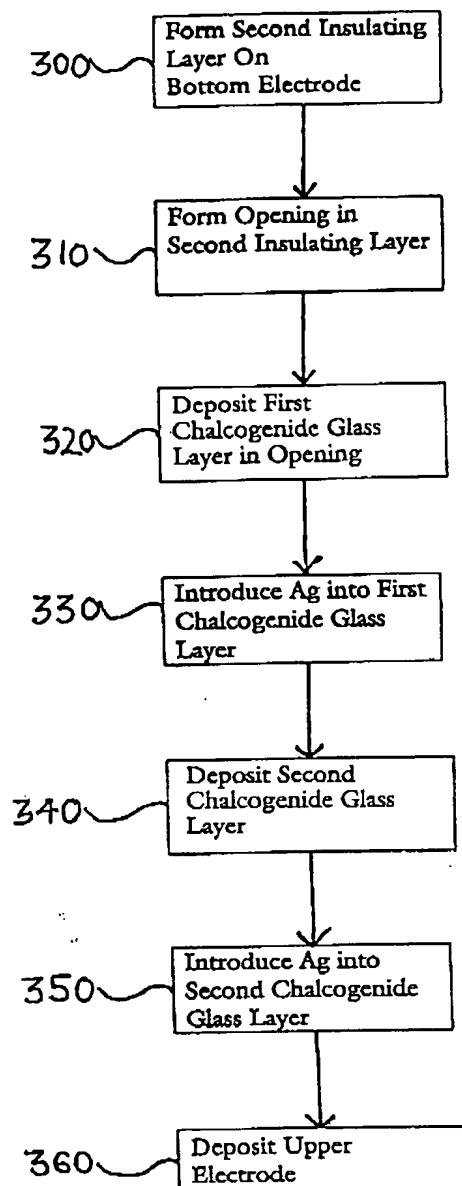 300
Form Second Insulating
Layer On
Bottom Electrode
310
Form Opening in
Second Insulating Layer
320
Deposit First
Chalcogenide Glass
Layer in Opening
330
Introduce Ag into First
Chalcogenide Glass
Layer
340
Deposit Second
Chalcogenide Glass
Layer
350
Introduce Ag into
Second Chalcogenide
Glass Layer
360
Deposit Upper
Electrode